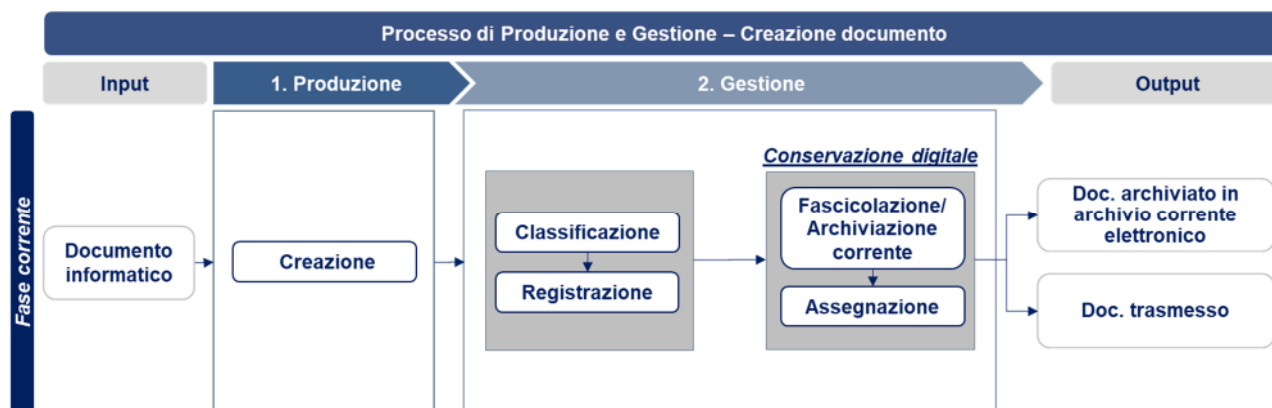 Processo di Produzione e Gestione – Creazione documento
Input
1. Produzione
2. Gestione
Output
Fase corrente
Documento
informatico
Creazione
Classificazione
Registrazione
Conservazione digitale
Fascicolazione/
Archiviazione
corrente
Assegnazione
Doc. archiviato in
archivio corrente
elettronico
Doc. trasmesso